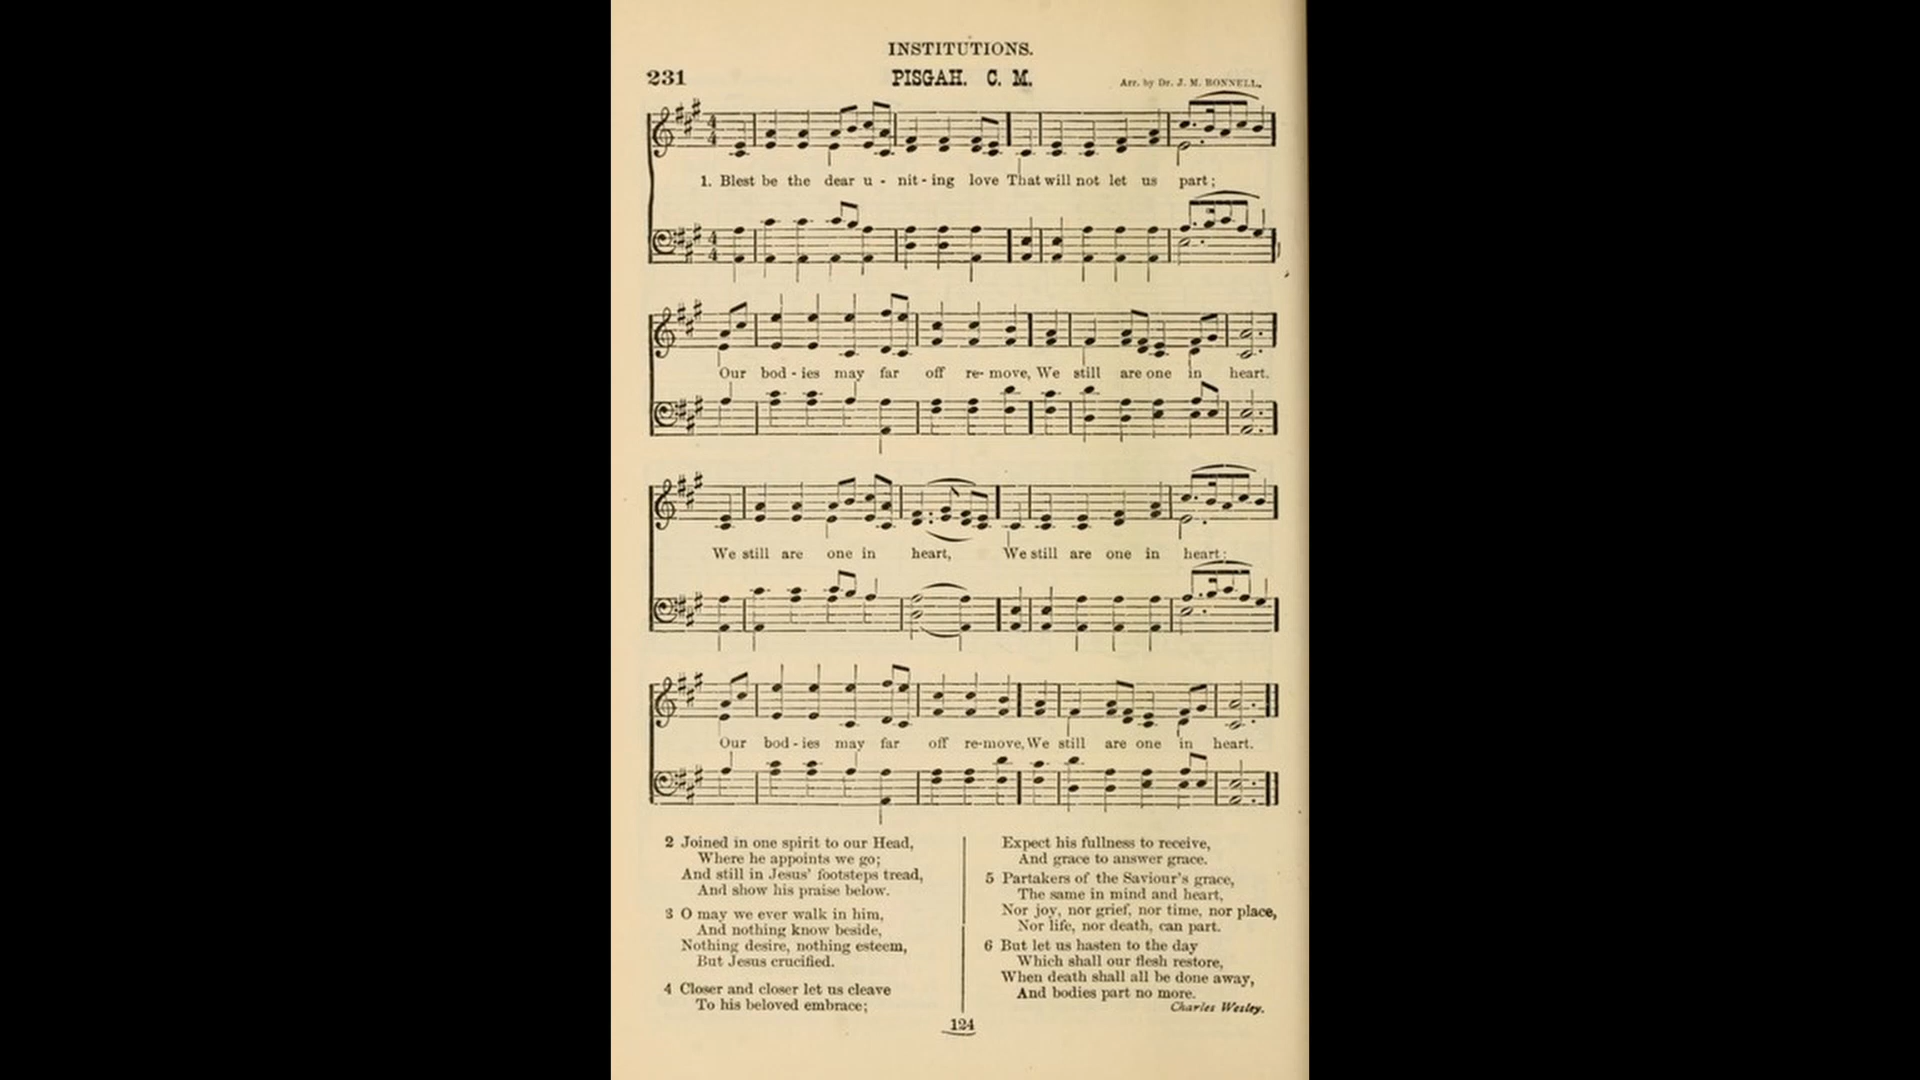 INSTITUTIONS.
231 PISGAH. C. M. Arr. by Dr. J. M. BONNELL.
1. Blest be the dear u - nit - ing love That will not let us part;
Our bod - ies may far off re- move, We still are one in heart.
We still are one in heart, We still are one in heart;
Our bod - ies may far off re-move, We still are one in heart.
2 Joined in one spirit to our Head,
Where he appoints we go;
And still in Jesus' footsteps tread,
And show his praise below.
3 O may we ever walk in him,
And nothing know beside,
Nothing desire, nothing esteem,
But Jesus crucified.
4 Closer and closer let us cleave
To his beloved embrace;
Expect his fullness to receive,
And grace to answer grace.
5 Partakers of the Saviour's grace,
The same in mind and heart,
Nor joy, nor grief, nor time, nor place,
Nor life, nor death, can part.
6 But let us hasten to the day
Which shall our flesh restore,
When death shall all be done away,
And bodies part no more.
Charles Wesley.
124